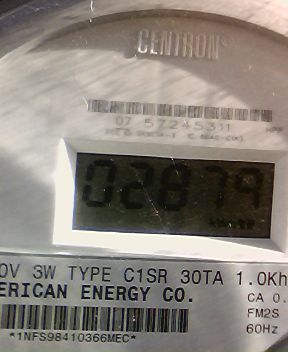 CENTRON®
07 57245311
02879
0V 3W TYPE C1SR 30TA 1.0Kh
ERICAN ENERGY CO.
CA 0.
FM2S
60Hz
*1NFS98410366MEC*